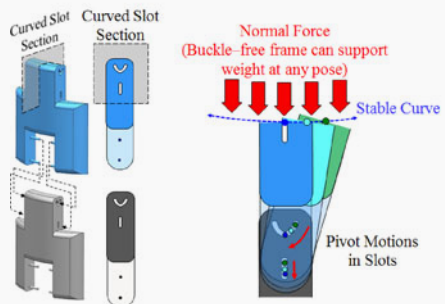 Curved Slot
Section
Curved Slot
Section
Normal Force
(Buckle–free frame can support
weight at any pose)
Stable Curve
Pivot Motions
in Slots